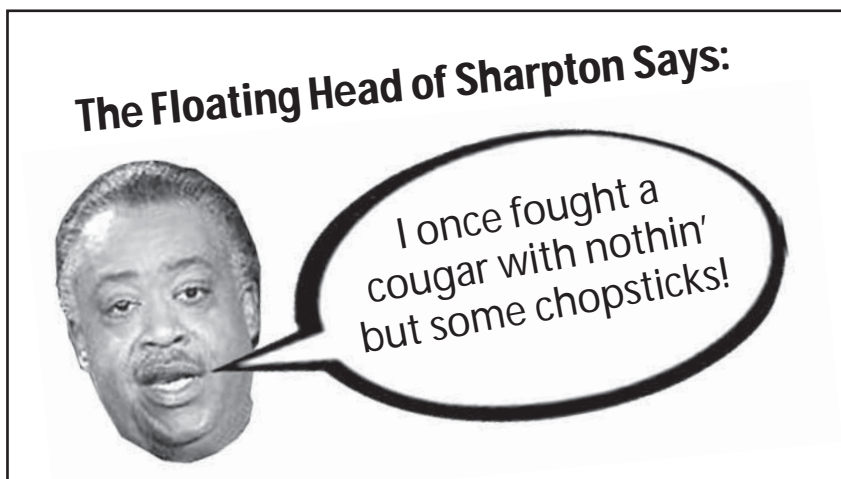 The Floating Head of Sharpton Says:
I once fought a
cougar with nothin’
but some chopsticks!